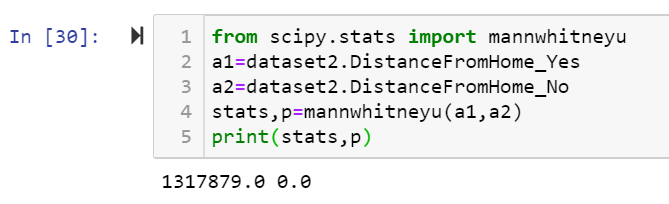 In [30]:
1 from scipy.stats import mannwhitneyu
2 a1=dataset2.DistanceFromHome_Yes
3 a2=dataset2.DistanceFromHome_No
4 stats,p=mannwhitneyu(a1,a2)
5 print(stats,p)
1317879.0 0.0